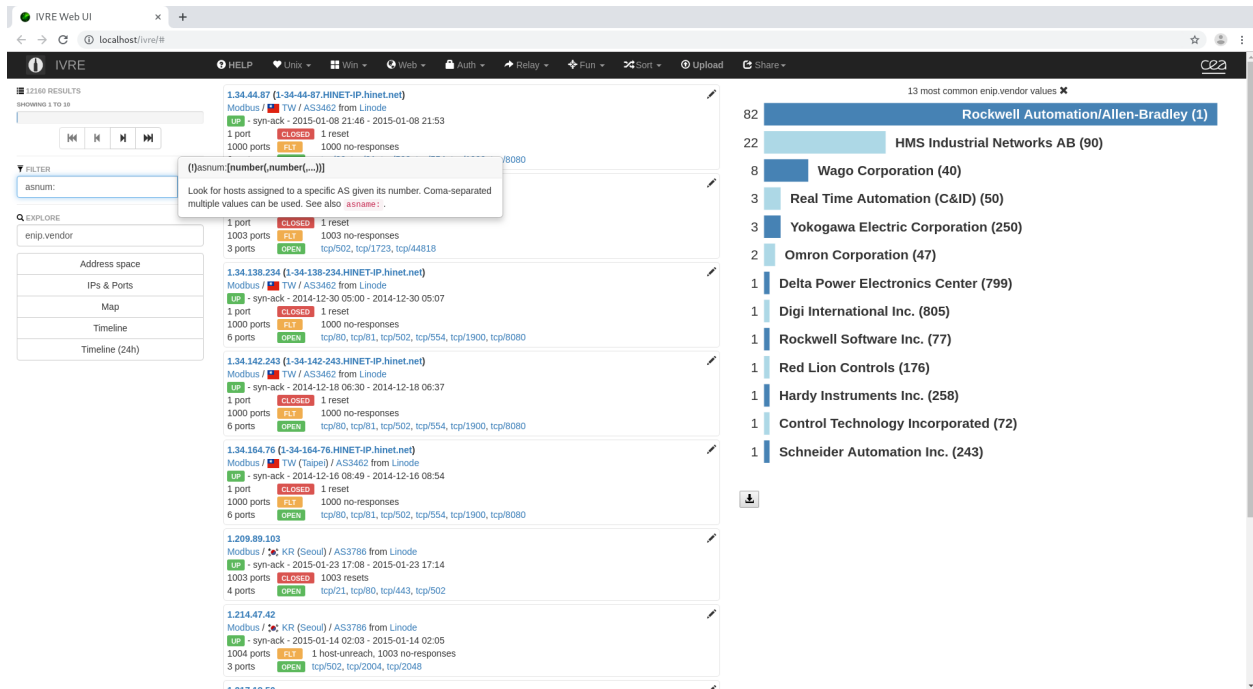 IVRE Web UI × +
localhost/ivre/#
IVRE
HELP Unix Win Web Auth Relay Fun Sort Upload Share cea
12160 RESULTS
SHOWING 1 TO 10
FILTER
asnum:
EXPLORE
enip.vendor
Address space
IPs & Ports
Map
Timeline
Timeline (24h)
(!)asnum:[number(,number(,...))]
Look for hosts assigned to a specific AS given its number. Coma-separated
multiple values can be used. See also asname: .
1.34.44.87 (1-34-44-87.HINET-IP.hinet.net)
Modbus / TW / AS3462 from Linode
UP - syn-ack - 2015-01-08 21:46 - 2015-01-08 21:53
1 port CLOSED 1 reset
1000 ports FLT 1000 no-responses
/8080
1 port CLOSED 1 reset
1003 ports FLT 1003 no-responses
3 ports OPEN tcp/502, tcp/1723, tcp/44818
1.34.138.234 (1-34-138-234.HINET-IP.hinet.net)
Modbus / TW / AS3462 from Linode
UP - syn-ack - 2014-12-30 05:00 - 2014-12-30 05:07
1 port CLOSED 1 reset
1000 ports FLT 1000 no-responses
6 ports OPEN tcp/80, tcp/81, tcp/502, tcp/554, tcp/1900, tcp/8080
1.34.142.243 (1-34-142-243.HINET-IP.hinet.net)
Modbus / TW / AS3462 from Linode
UP - syn-ack - 2014-12-18 06:30 - 2014-12-18 06:37
1 port CLOSED 1 reset
1000 ports FLT 1000 no-responses
6 ports OPEN tcp/80, tcp/81, tcp/502, tcp/554, tcp/1900, tcp/8080
1.34.164.76 (1-34-164-76.HINET-IP.hinet.net)
Modbus / TW (Taipei) / AS3462 from Linode
UP - syn-ack - 2014-12-16 08:49 - 2014-12-16 08:54
1 port CLOSED 1 reset
1000 ports FLT 1000 no-responses
6 ports OPEN tcp/80, tcp/81, tcp/502, tcp/554, tcp/1900, tcp/8080
1.209.89.103
Modbus / KR (Seoul) / AS3786 from Linode
UP - syn-ack - 2015-01-23 17:08 - 2015-01-23 17:14
1003 ports CLOSED 1003 resets
4 ports OPEN tcp/21, tcp/80, tcp/443, tcp/502
1.214.47.42
Modbus / KR (Seoul) / AS3786 from Linode
UP - syn-ack - 2015-01-14 02:03 - 2015-01-14 02:05
1004 ports FLT 1 host-unreach, 1003 no-responses
3 ports OPEN tcp/502, tcp/2004, tcp/2048
13 most common enip.vendor values ✖
82 Rockwell Automation/Allen-Bradley (1)
22 HMS Industrial Networks AB (90)
8 Wago Corporation (40)
3 Real Time Automation (C&ID) (50)
3 Yokogawa Electric Corporation (250)
2 Omron Corporation (47)
1 Delta Power Electronics Center (799)
1 Digi International Inc. (805)
1 Rockwell Software Inc. (77)
1 Red Lion Controls (176)
1 Hardy Instruments Inc. (258)
1 Control Technology Incorporated (72)
1 Schneider Automation Inc. (243)